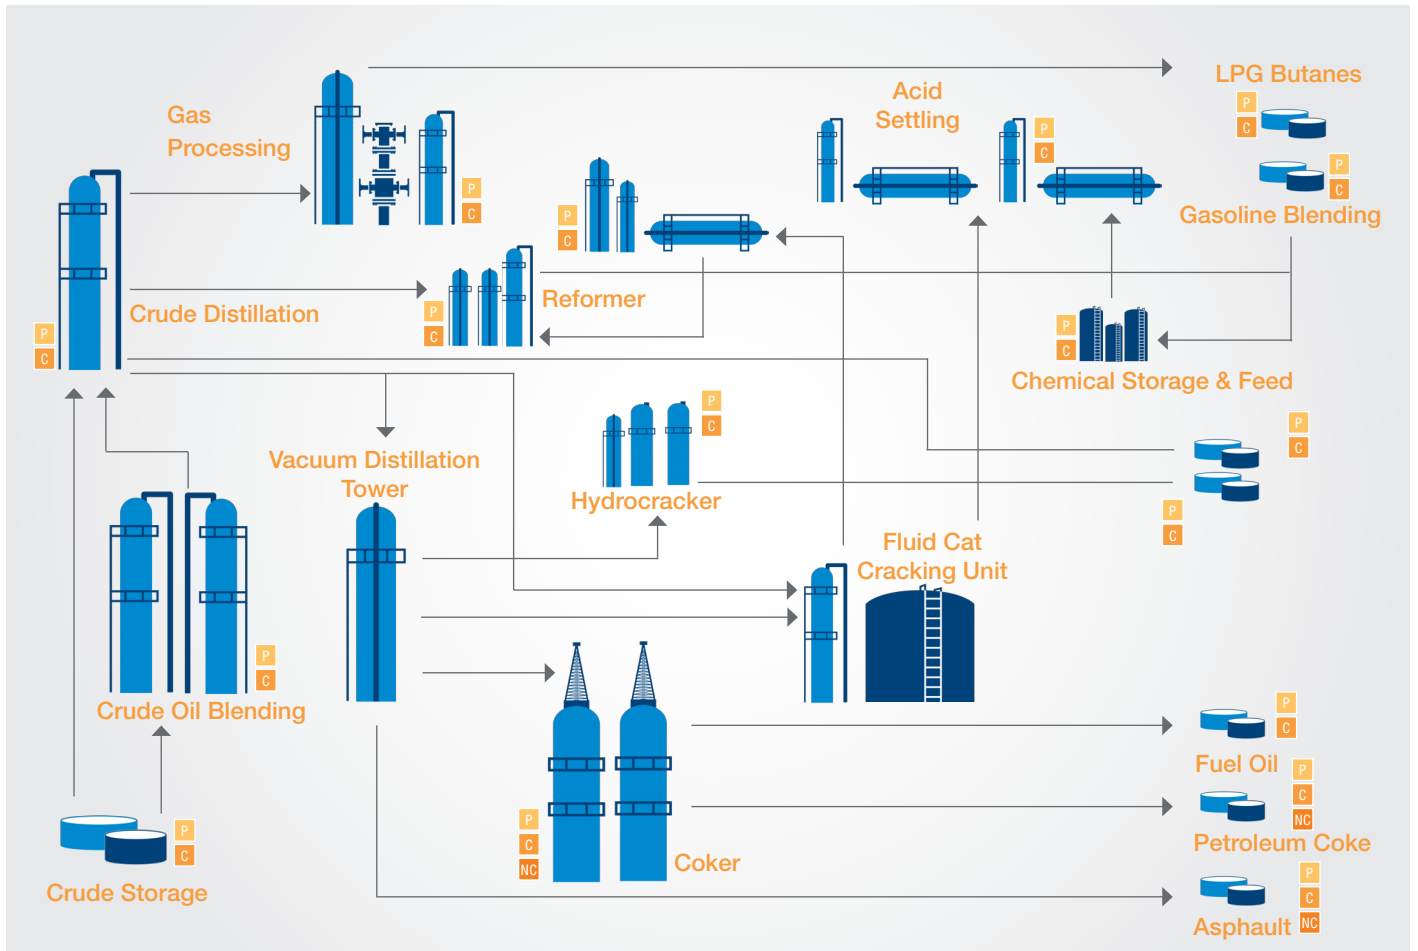 LPG Butanes
P
C
Acid
Settling
P
C
Gas
Processing
P
C
P
C
Gasoline Blending
P
C
Reformer
P
C
Crude Distillation
P
C
P
C
Chemical Storage & Feed
P
C
Hydrocracker
P
C
P
C
Vacuum Distillation
Tower
Fluid Cat
Cracking Unit
P
C
Crude Oil Blending
P
C
Fuel Oil
P
C
NC
Petroleum Coke
P
C
NC
Coker
P
C
Crude Storage
P
C
NC
Asphault